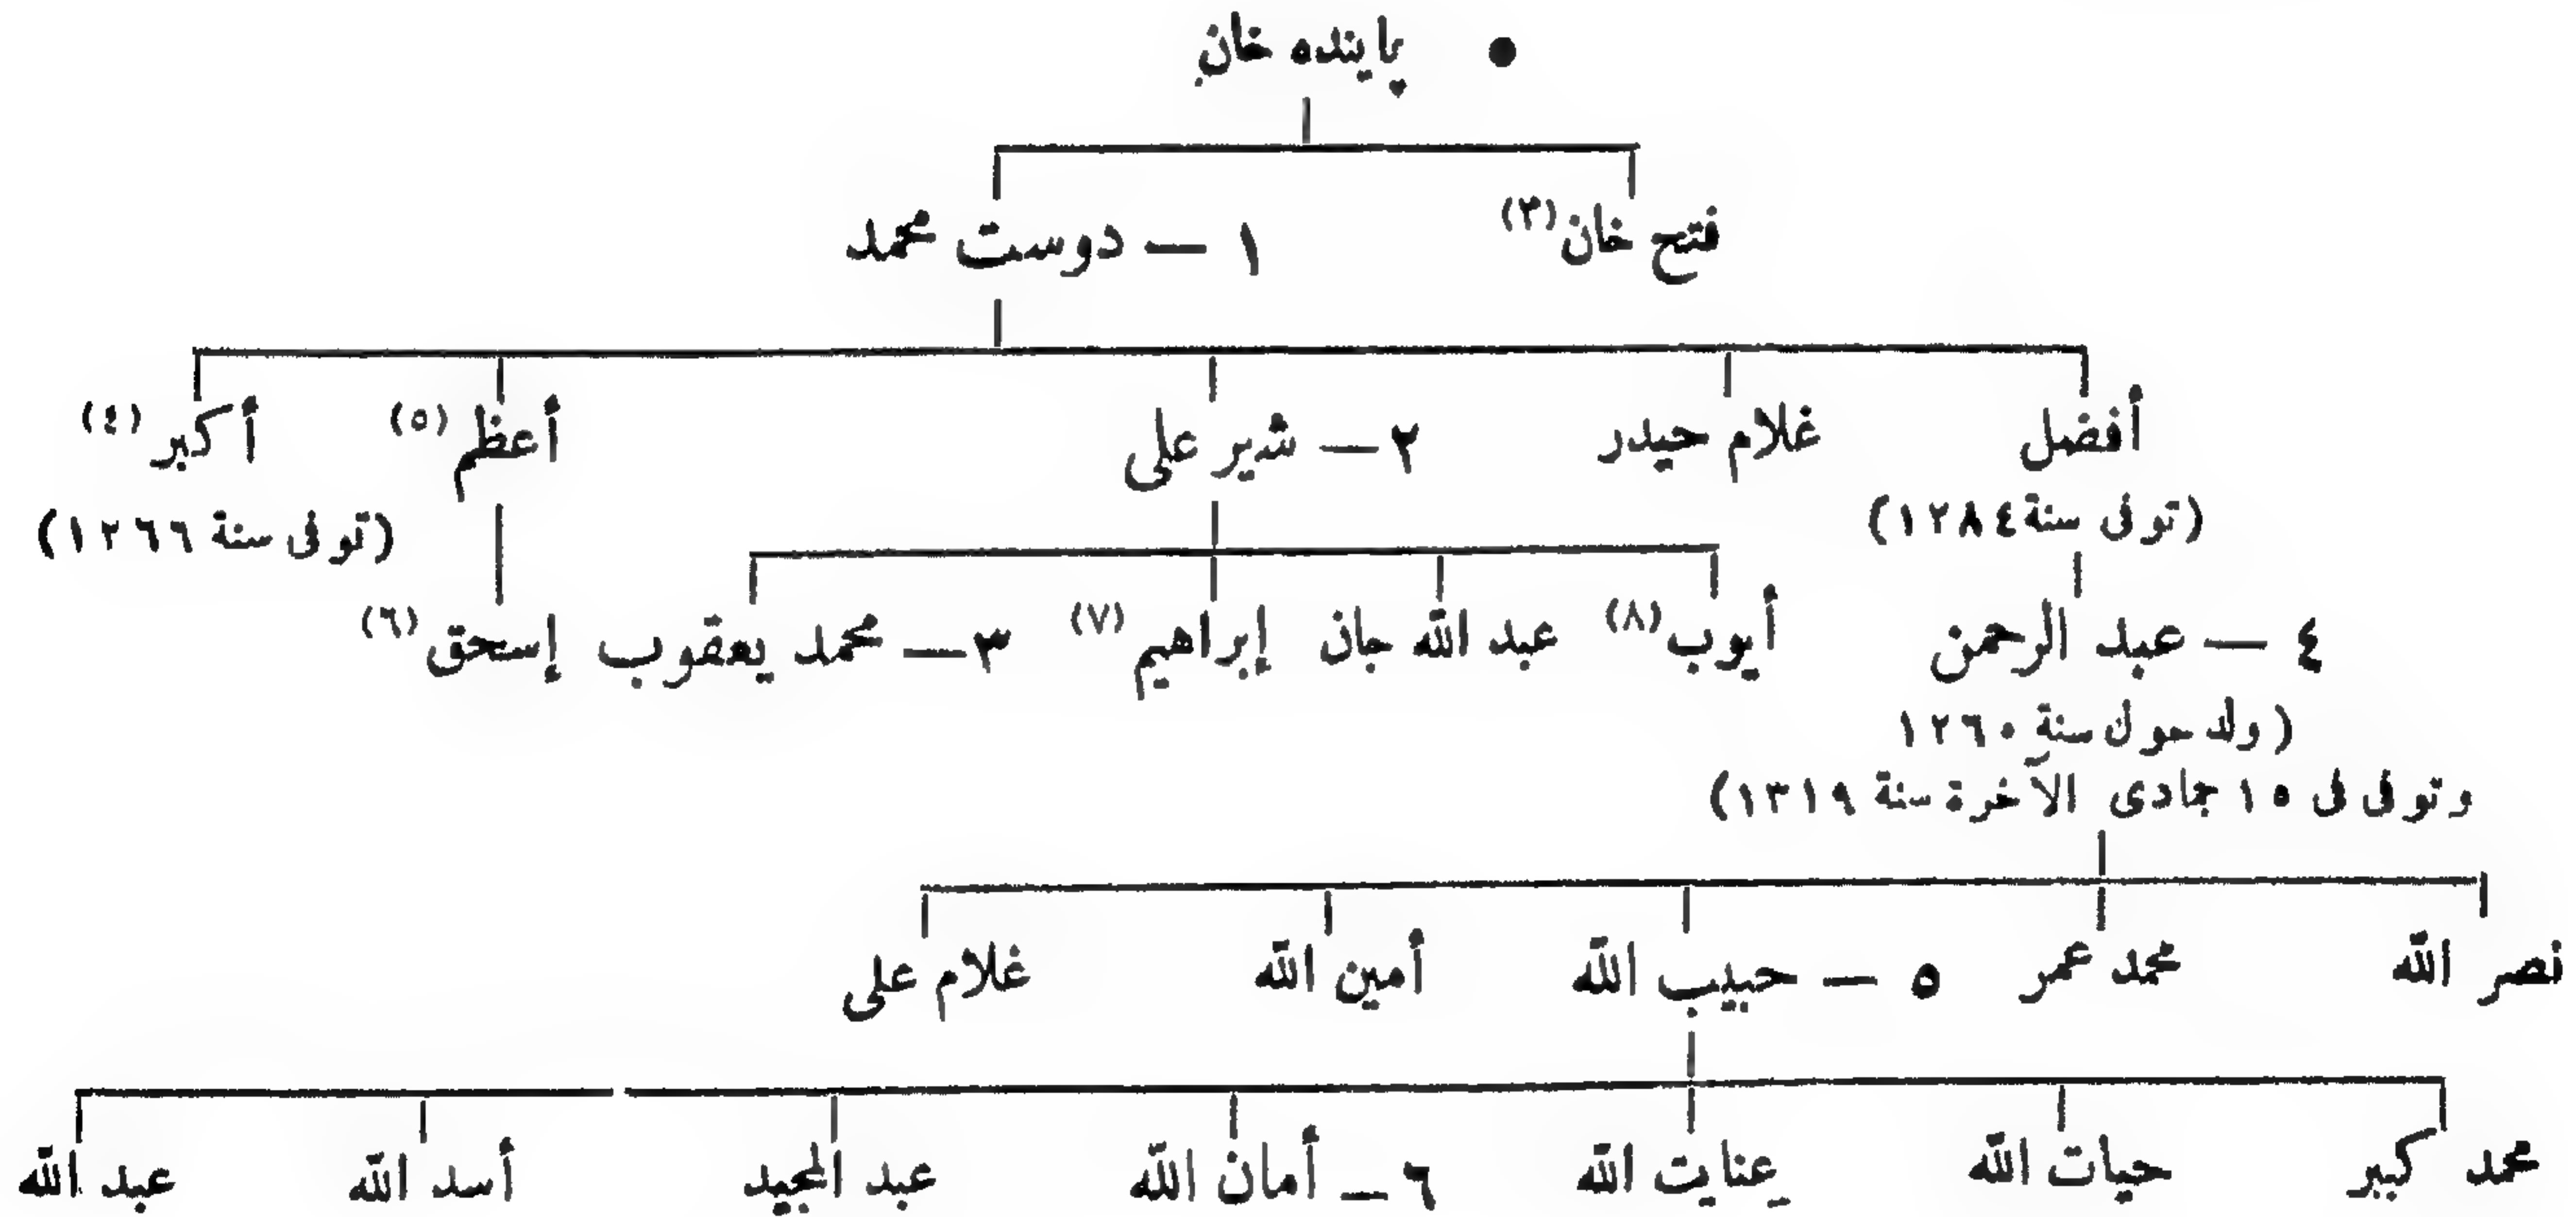 • پاينده خان
فتح خان (٣) ١ — دوست محمد
أفضل غلام حيدر ٢ — شير على أعظم (٥) أكبر (٤)
(توفى سنة ١٢٨٤) (توفى سنة ١٢٦٦)
٤ — عبد الرحمن أيوب (٨) عبد الله جان إبراهيم (٧) ٣ — محمد يعقوب إسحق (٦)
(ولد حول سنة ١٢٦٠
وتوفى فى ١٥ جمادى الآخرة سنة ١٣١٩)
نصر الله محمد عمر ٥ — حبيب الله أمين الله غلام على
محمد كبير حيات الله عنايت الله ٦ — أمان الله عبد المجيد أسد الله عبد الله